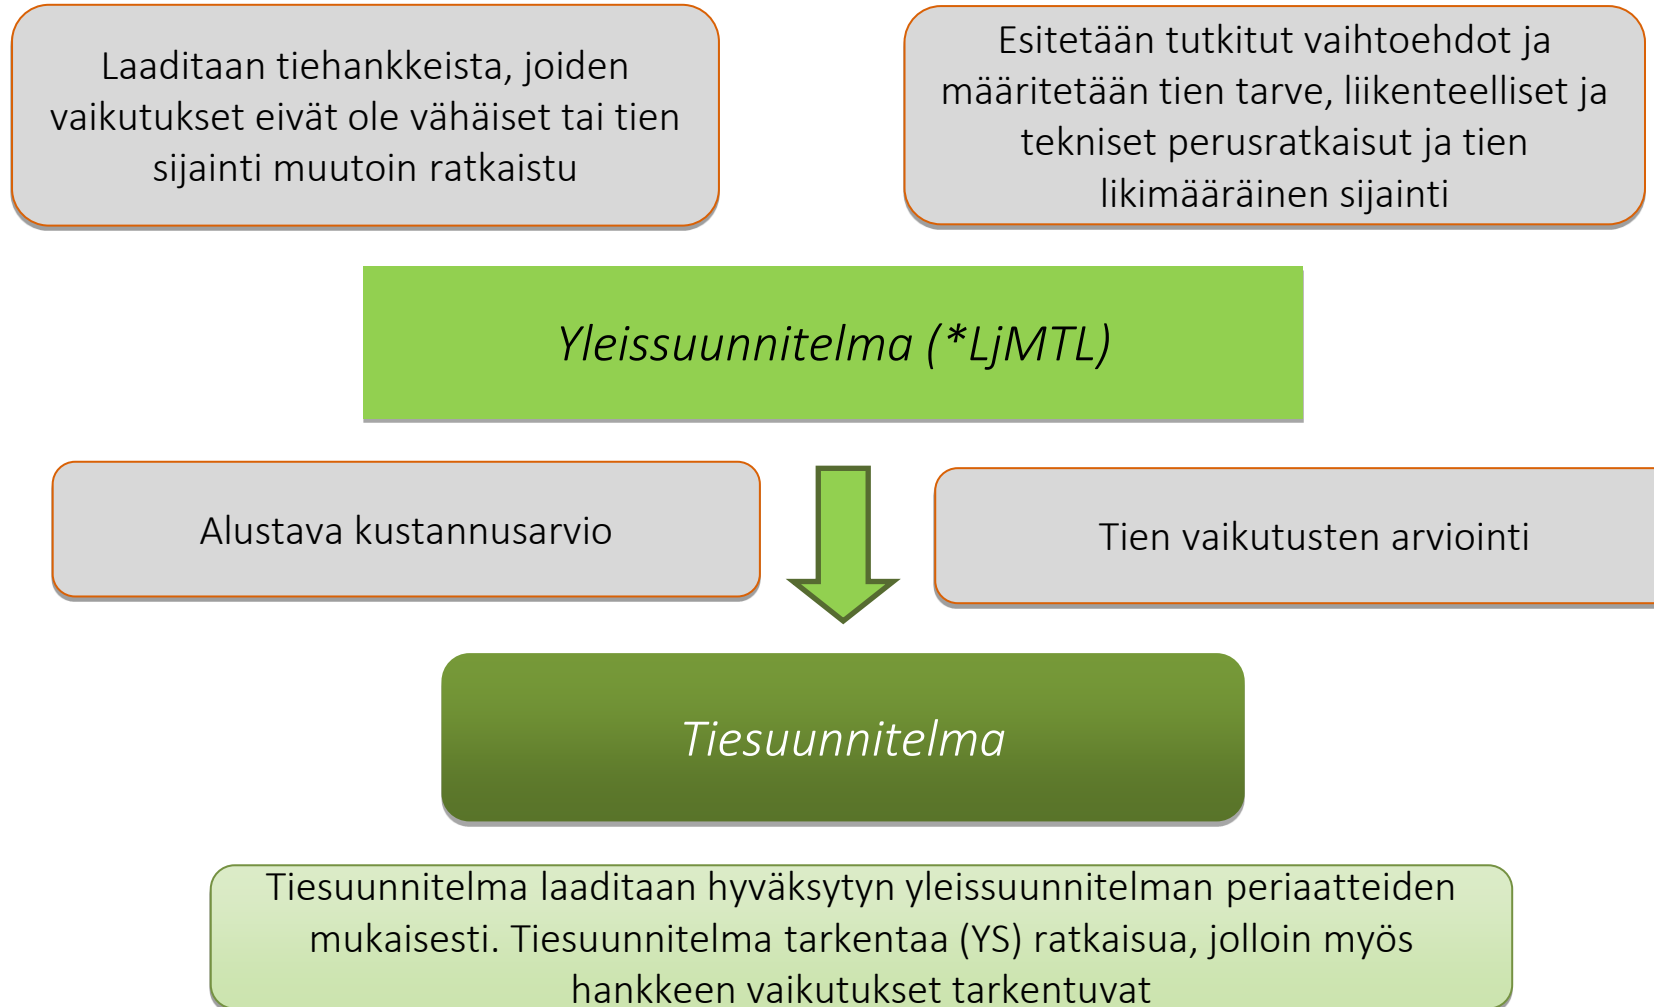 Laaditaan tiehankkeista, joiden
vaikutukset eivät ole vähäiset tai tien
sijainti muutoin ratkaistu
Esitetään tutkitut vaihtoehdot ja
määritetään tien tarve, liikenteelliset ja
tekniset perusratkaisut ja tien
likimääräinen sijainti
Yleissuunnitelma (*LjMTL)
Alustava kustannusarvio
Tien vaikutusten arviointi
Tiesuunnitelma
Tiesuunnitelma laaditaan hyväksytyn yleissuunnitelman periaatteiden
mukaisesti. Tiesuunnitelma tarkentaa (YS) ratkaisua, jolloin myös
hankkeen vaikutukset tarkentuvat